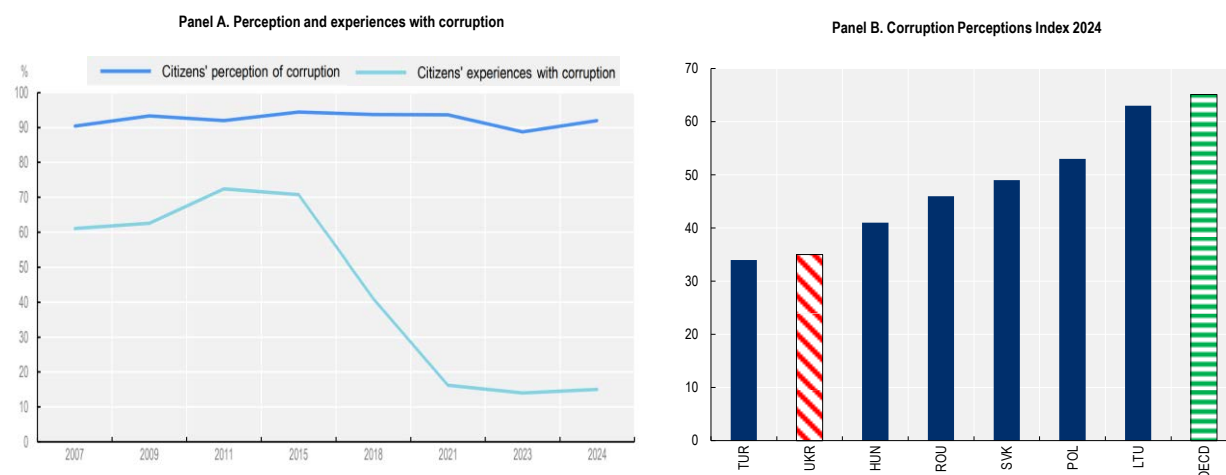 Panel A. Perception and experiences with corruption
%
Citizens' perception of corruption
Citizens' experiences with corruption
100
90
80
70
60
50
40
30
20
10
0
2007
2009
2011
2015
2018
2021
2023
2024
Panel B. Corruption Perceptions Index 2024
70
60
50
40
30
20
10
0
TUR
UKR
HUN
ROU
SVK
POL
LTU
OECD